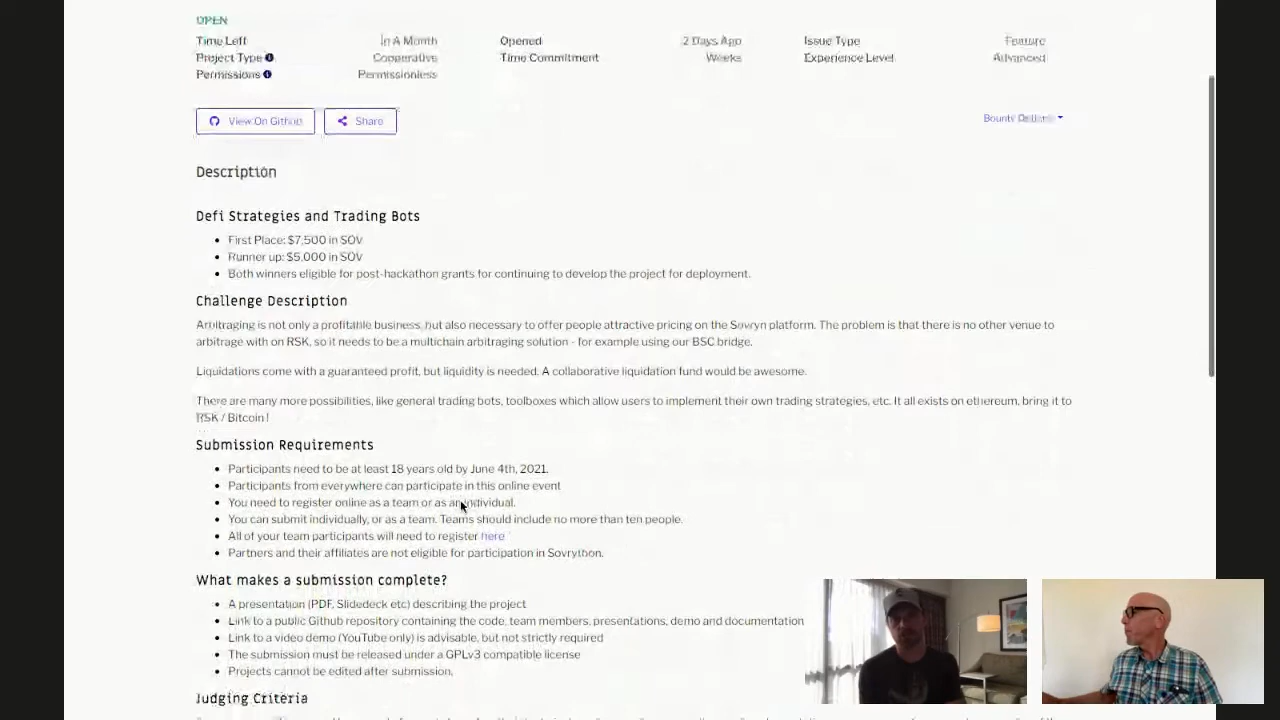 OPEN
Time Left In A Month Opened 2 Days Ago Issue Type Feature
Project Type Cooperative Time Commitment Weeks Experience Level Advanced
Permissions Permissionless
View On Github Share Bounty Options
Description
Defi Strategies and Trading Bots
• First Place: $7,500 in SOV
• Runner up: $5,000 in SOV
• Both winners eligible for post-hackathon grants for continuing to develop the project for deployment.
Challenge Description
Arbitraging is not only a profitable business, but also necessary to offer people attractive pricing on the Sovryn platform. The problem is that there is no other venue to
arbitrage with on RSK, so it needs to be a multichain arbitraging solution - for example using our BSC bridge.
Liquidations come with a guaranteed profit, but liquidity is needed. A collaborative liquidation fund would be awesome.
There are many more possibilities, like general trading bots, toolboxes which allow users to implement their own trading strategies, etc. It all exists on ethereum, bring it to
RSK / Bitcoin!
Submission Requirements
• Participants need to be at least 18 years old by June 4th, 2021.
• Participants from everywhere can participate in this online event
• You need to register online as a team or as an individual.
• You can submit individually, or as a team. Teams should include no more than ten people.
• All of your team participants will need to register here
• Partners and their affiliates are not eligible for participation in Sovrython.
What makes a submission complete?
• A presentation (PDF, Slidedeck etc) describing the project
• Link to a public Github repository containing the code, team members, presentations, demo and documentation
• Link to a video demo (YouTube only) is advisable, but not strictly required
• The submission must be released under a GPLv3 compatible license
• Projects cannot be edited after submission.
Judging Criteria